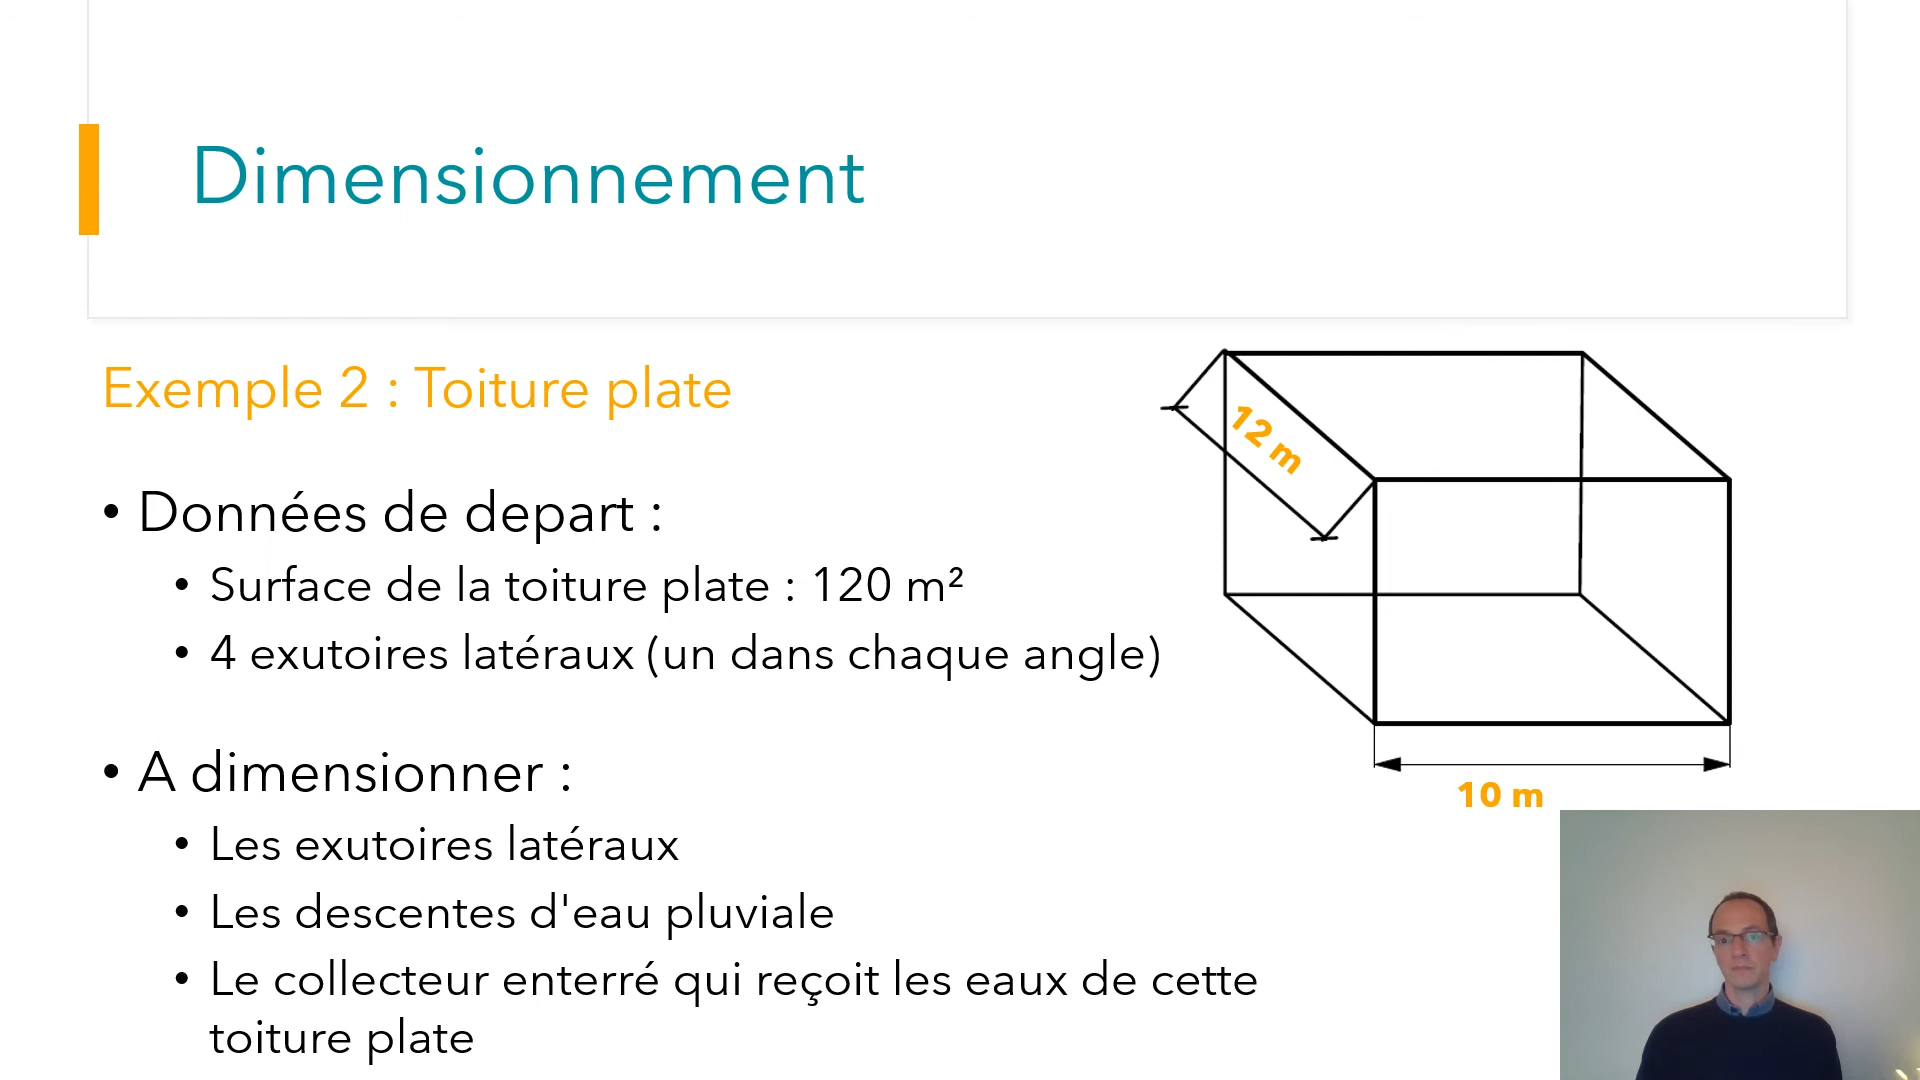 Dimensionnement
Exemple 2 : Toiture plate
• Données de depart :
• Surface de la toiture plate : 120 m²
• 4 exutoires latéraux (un dans chaque angle)
• A dimensionner :
• Les exutoires latéraux
• Les descentes d'eau pluviale
• Le collecteur enterré qui reçoit les eaux de cette
toiture plate
12 m
10 m